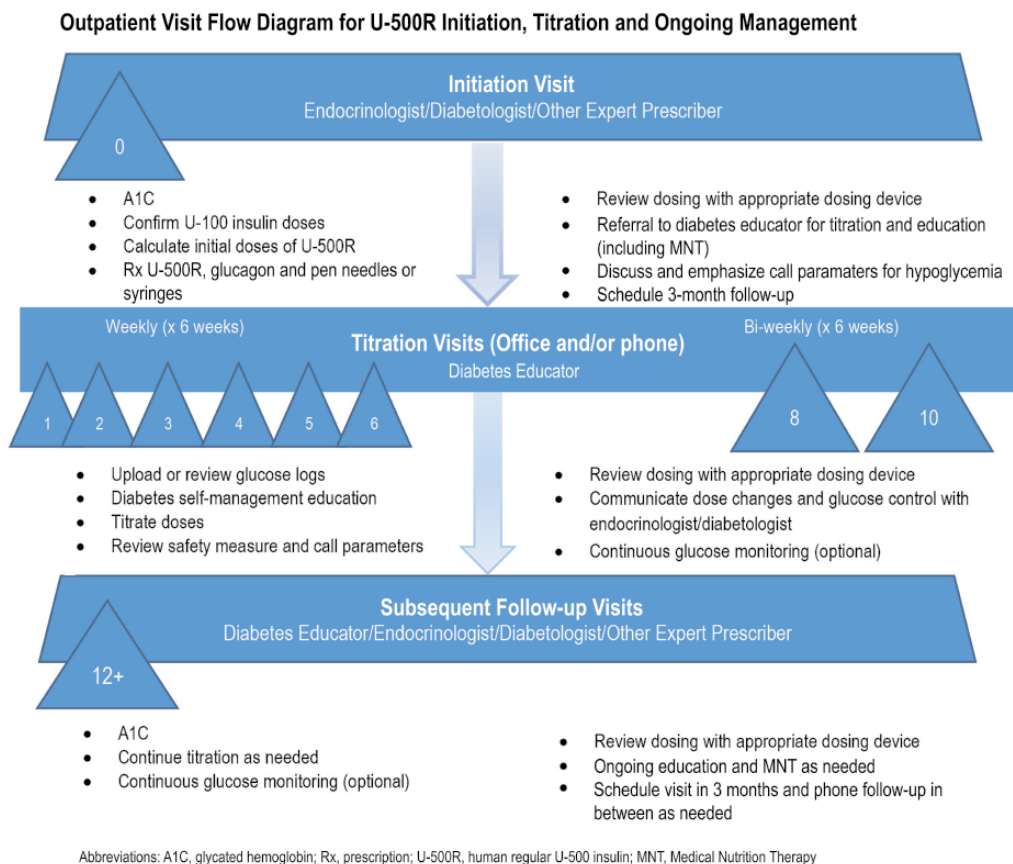 Outpatient Visit Flow Diagram for U-500R Initiation, Titration and Ongoing Management
Initiation Visit
Endocrinologist/Diabetologist/Other Expert Prescriber
0
• A1C
• Confirm U-100 insulin doses
• Calculate initial doses of U-500R
• Rx U-500R, glucagon and pen needles or
syringes
• Review dosing with appropriate dosing device
• Referral to diabetes educator for titration and education
(including MNT)
• Discuss and emphasize call paramaters for hypoglycemia
• Schedule 3-month follow-up
Weekly (x 6 weeks)
Titration Visits (Office and/or phone)
Diabetes Educator
Bi-weekly (x 6 weeks)
1
2
3
4
5
6
8
10
• Upload or review glucose logs
• Diabetes self-management education
• Titrate doses
• Review safety measure and call parameters
• Review dosing with appropriate dosing device
• Communicate dose changes and glucose control with
endocrinologist/diabetologist
• Continuous glucose monitoring (optional)
Subsequent Follow-up Visits
Diabetes Educator/Endocrinologist/Diabetologist/Other Expert Prescriber
12+
• A1C
• Continue titration as needed
• Continuous glucose monitoring (optional)
• Review dosing with appropriate dosing device
• Ongoing education and MNT as needed
• Schedule visit in 3 months and phone follow-up in
between as needed
Abbreviations: A1C, glycated hemoglobin; Rx, prescription; U-500R, human regular U-500 insulin; MNT, Medical Nutrition Therapy